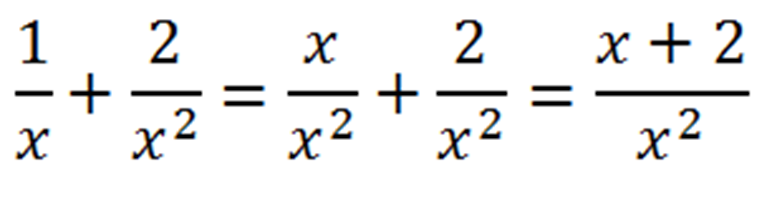 1/x + 2/x² = x/x² + 2/x² = (x + 2)/x²